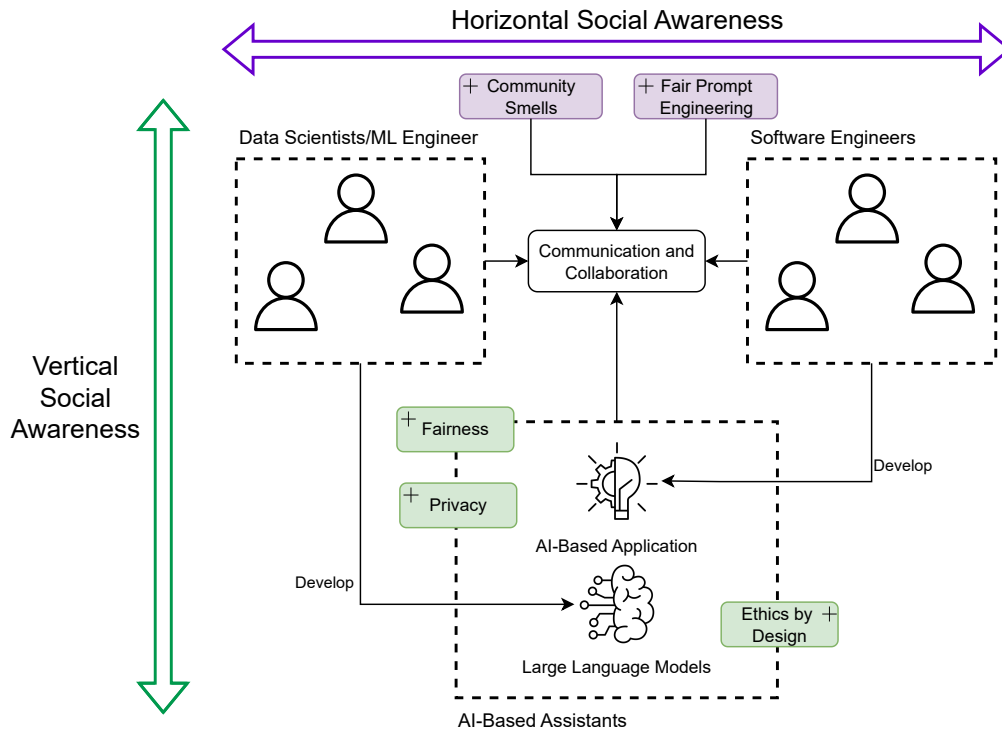 Horizontal Social Awareness
+ Community
Smells
+ Fair Prompt
Engineering
Data Scientists/ML Engineer
Software Engineers
Communication and
Collaboration
Vertical
Social
Awareness
+ Fairness
Develop
+ Privacy
AI-Based Application
Develop
Ethics by +
Design
Large Language Models
AI-Based Assistants